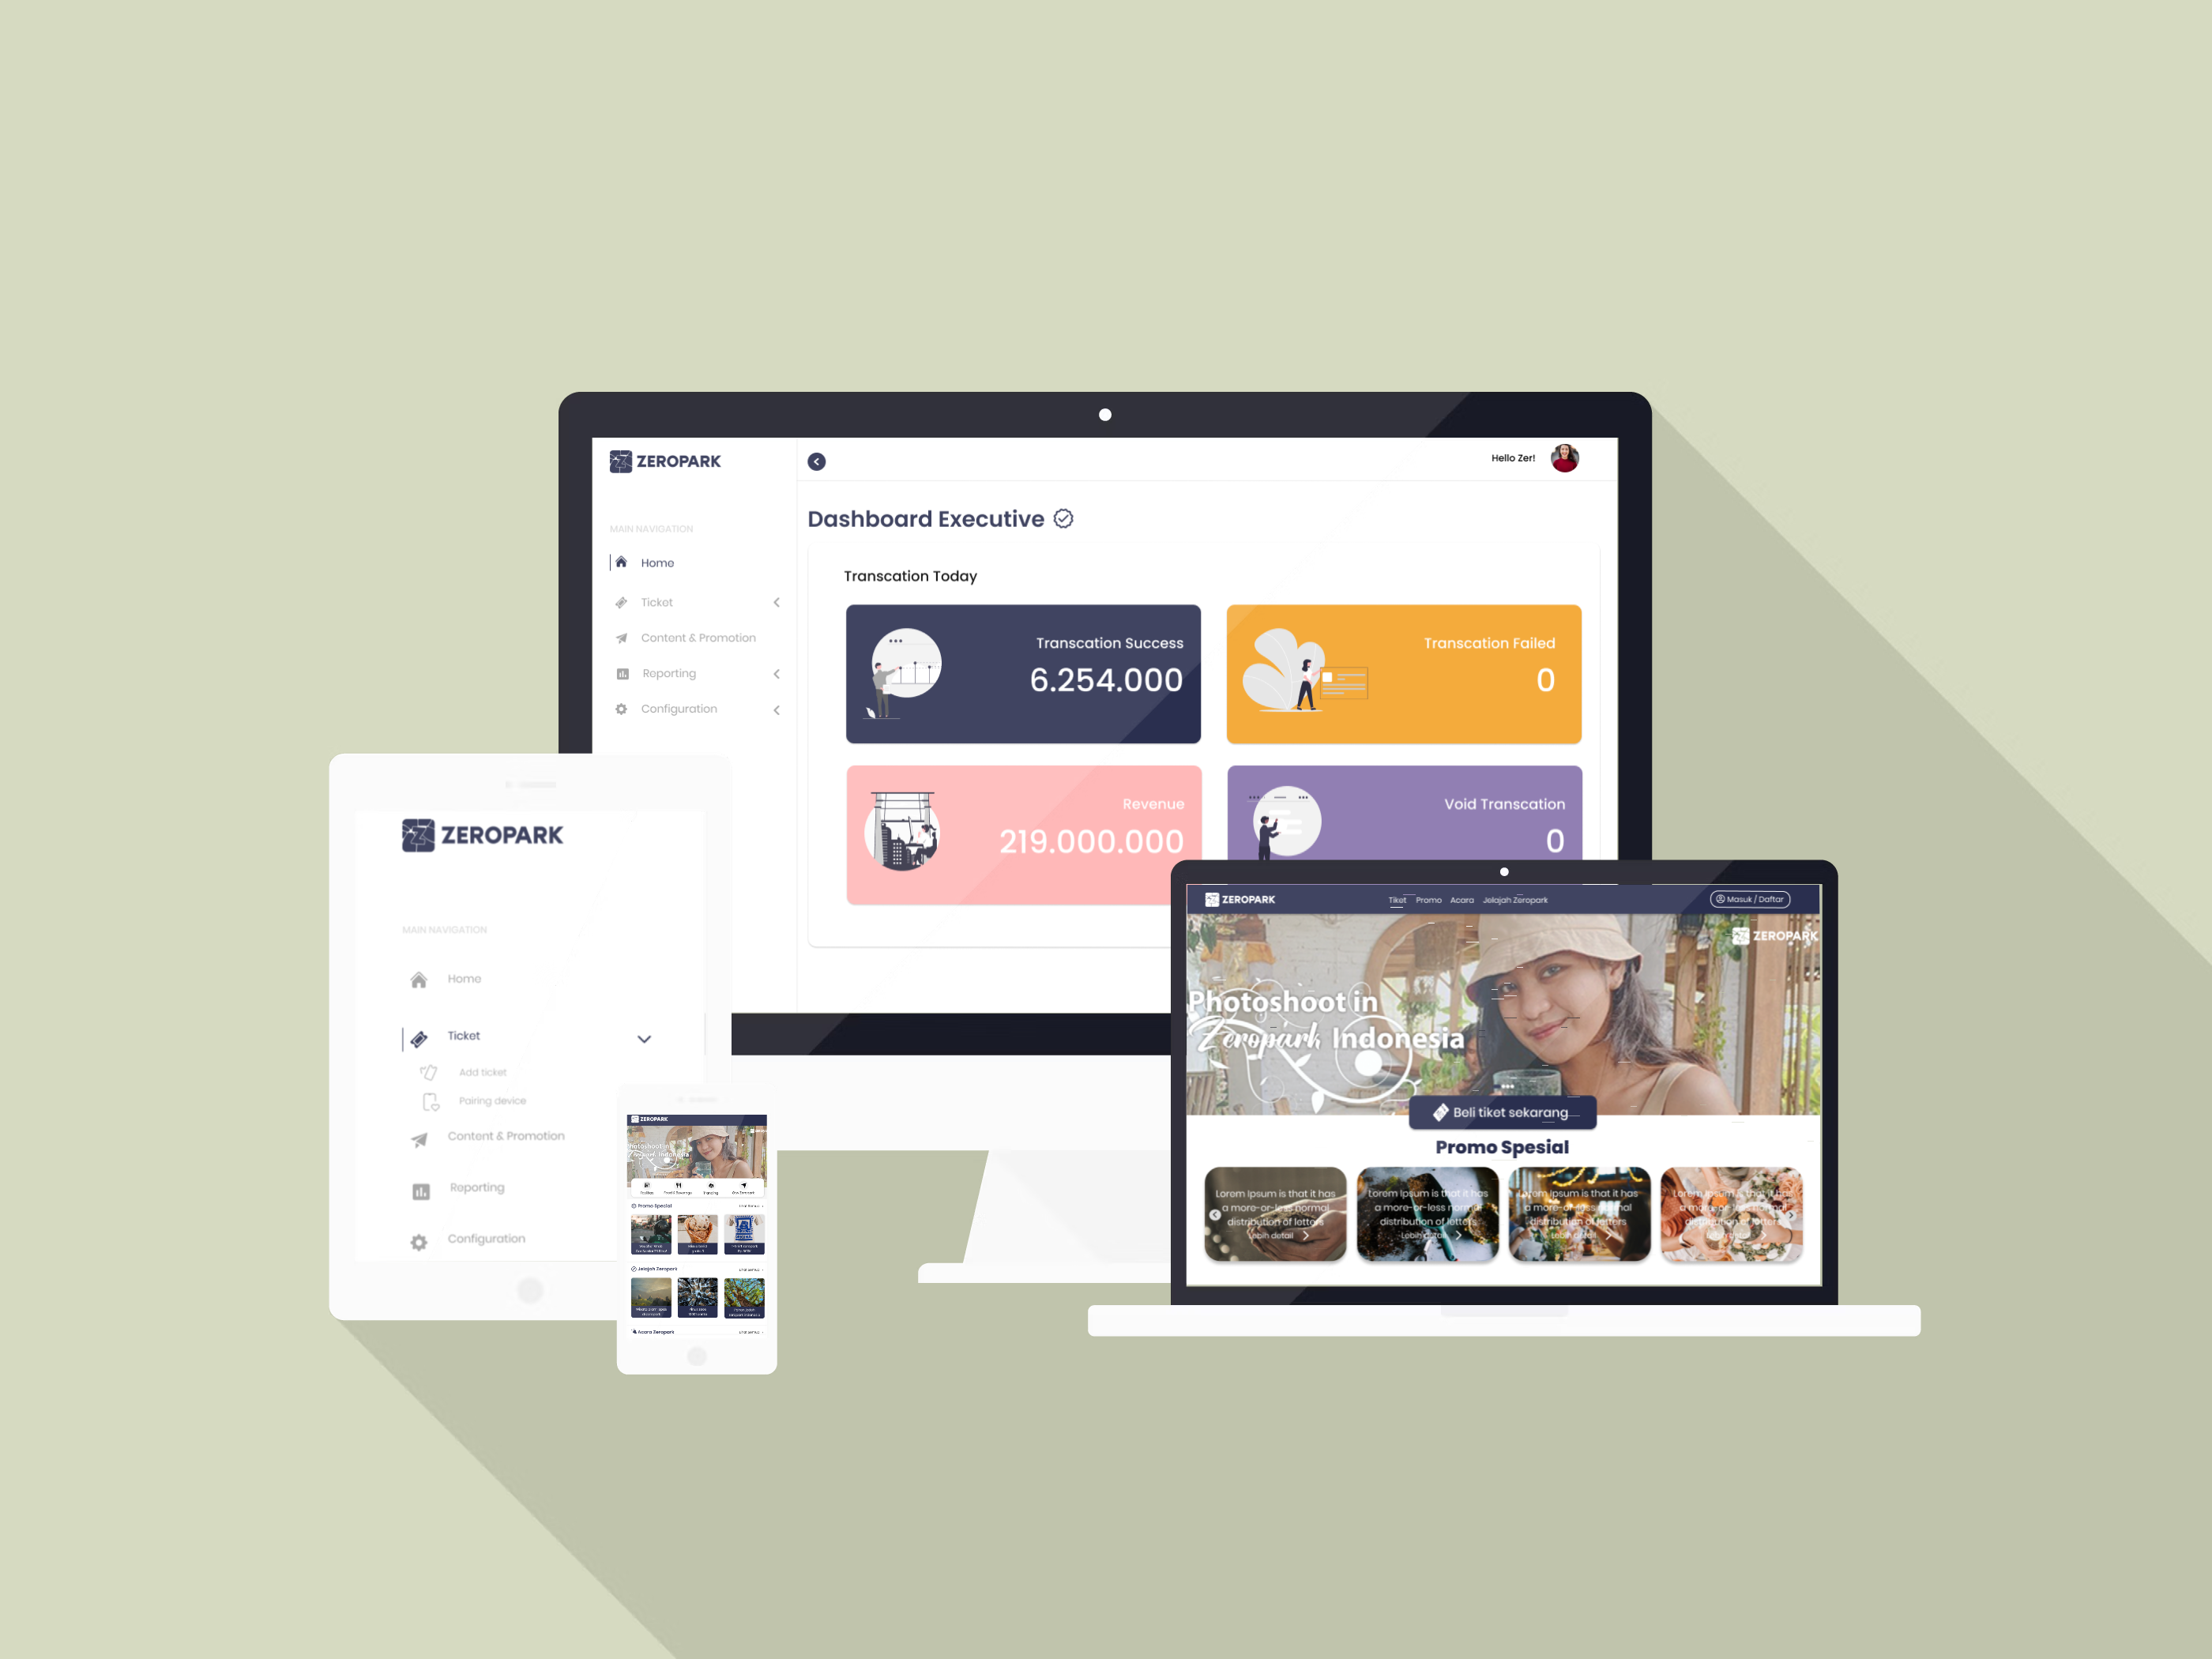 ZEROPARK
Hello Zer!
MAIN NAVIGATION
Home
Ticket
Content & Promotion
Reporting
Configuration
Dashboard Executive
Transcation Today
Transcation Success
6.254.000
Transcation Failed
0
Revenue
219.000.000
Void Transcation
0
ZEROPARK
MAIN NAVIGATION
Home
Ticket
Add ticket
Pairing device
Content & Promotion
Reporting
Configuration
ZEROPARK
Photoshoot in
Zeropark Indonesia
Promo Special
Jelajah Zeropark
Acara Zeropark
ZEROPARK
Tiket Promo Acara Jelajah Zeropark
Masuk / Daftar
ZEROPARK
Photoshoot in
Zeropark Indonesia
Beli tiket sekarang
Promo Spesial
Lorem Ipsum is that it has
a more-or-less normal
distribution of letters
Lebih detail
Lorem Ipsum is that it has
a more-or-less normal
distribution of letters
Lebih detail
Lorem Ipsum is that it has
a more-or-less normal
distribution of letters
Lebih detail
Lorem Ipsum is that it has
a more-or-less normal
distribution of letters
Lebih detail